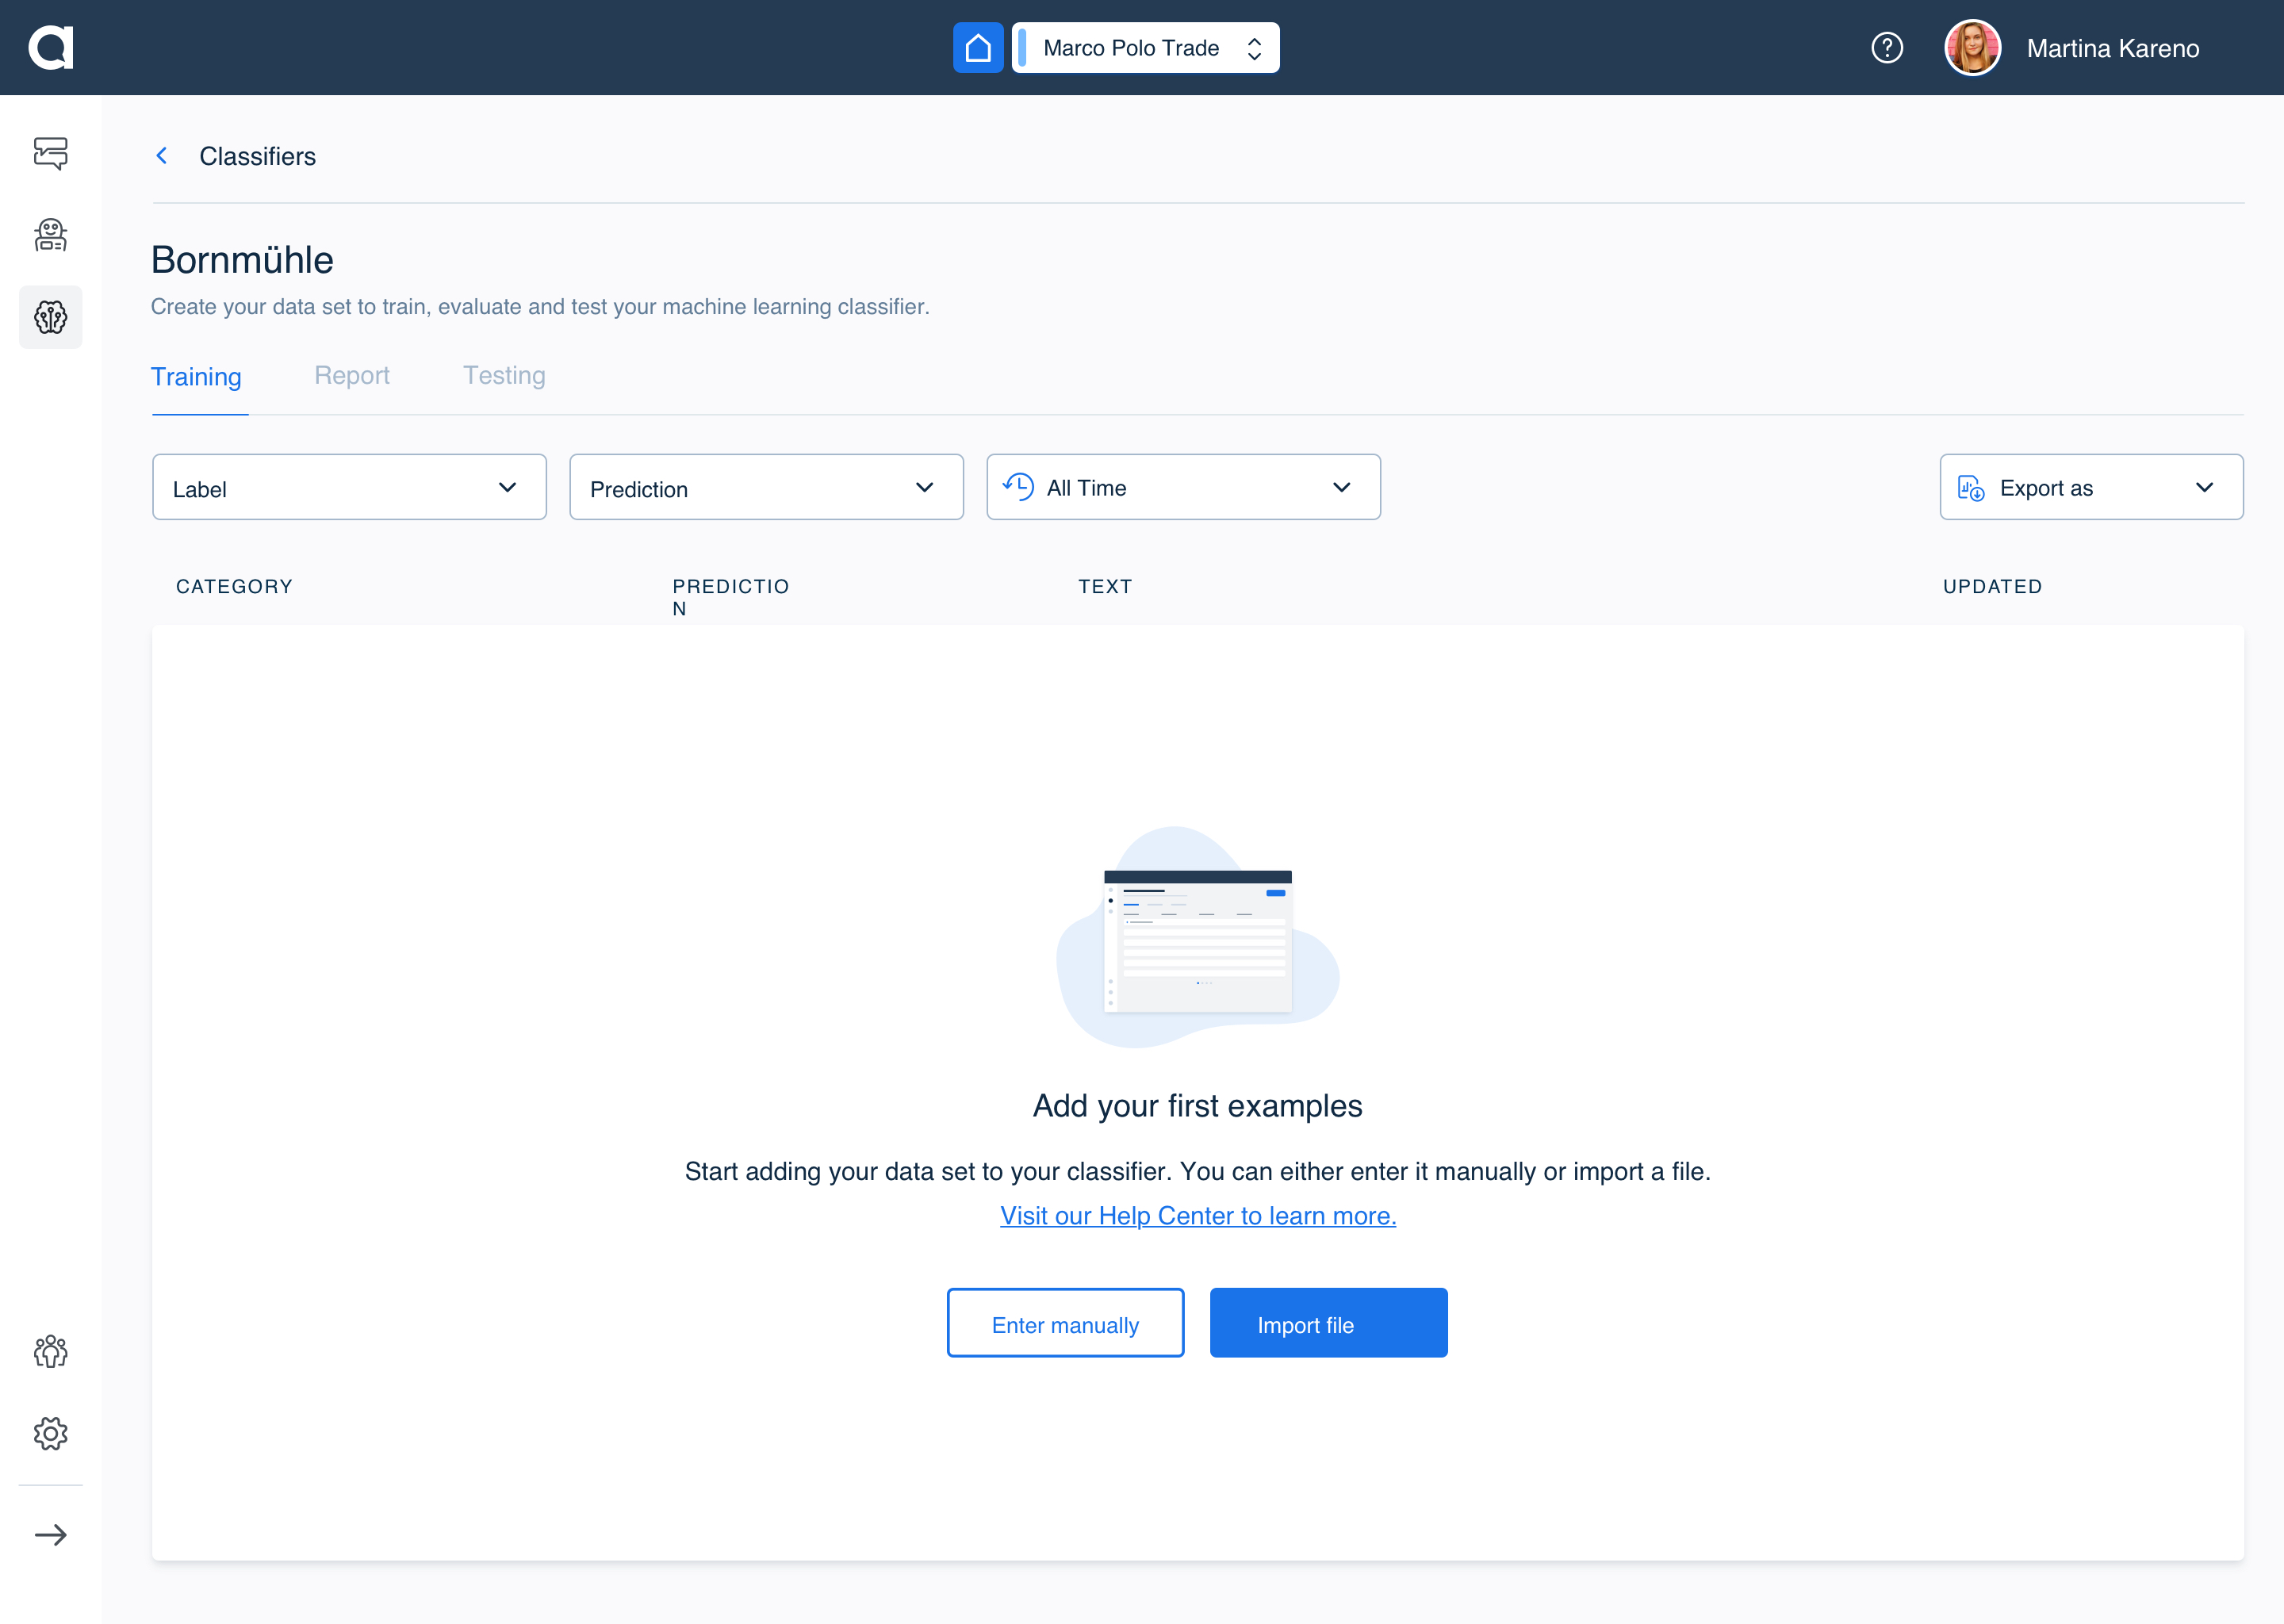 Marco Polo Trade
Martina Kareno
Classifiers
Bornmühle
Create your data set to train, evaluate and test your machine learning classifier.
Training Report Testing
Label Prediction All Time Export as
CATEGORY PREDICTIO TEXT UPDATED
N
Add your first examples
Start adding your data set to your classifier. You can either enter it manually or import a file.
Visit our Help Center to learn more.
Enter manually Import file